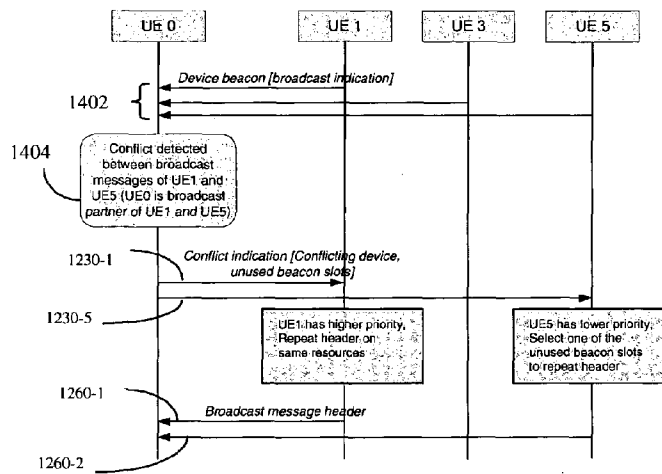 UE 0
UE 1
UE 3
UE 5
Device beacon [broadcast indication]
1402
1404
Conflict detected
between broadcast
messages of UE1 and
UE5 (UE0 is broadcast
partner of UE1 and UE5)
1230-1
Conflict indication [Conflicting device,
unused beacon slots]
1230-5
UE1 has higher priority,
Repeat header on
same resources
UE5 has lower priority,
Select one of the
unused beacon slots
to repeat header
1260-1
Broadcast message header
1260-2